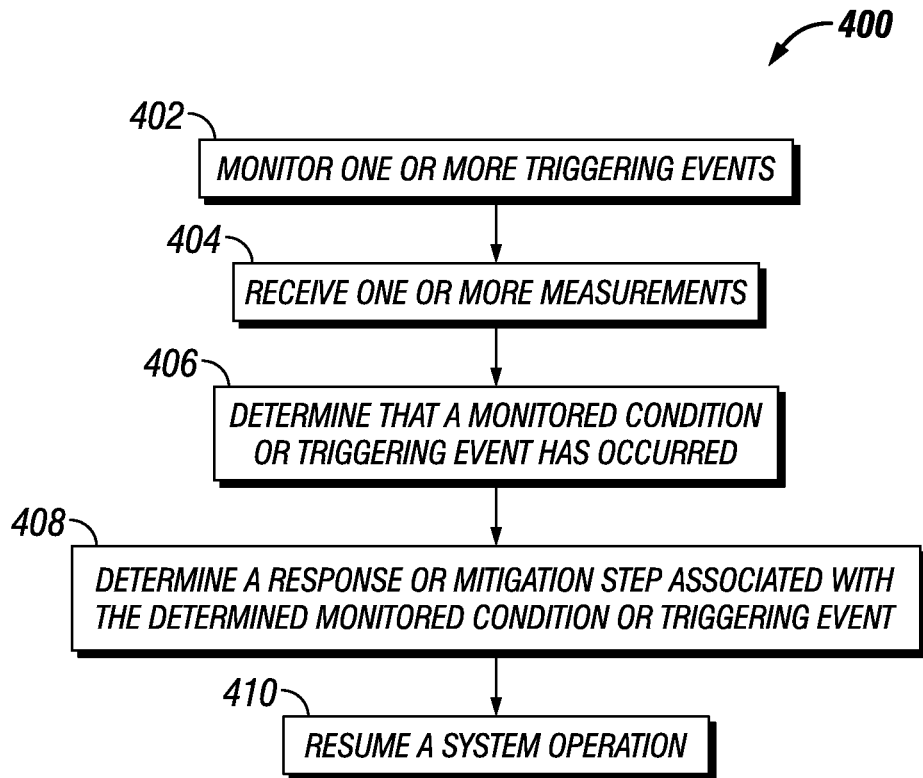 400
402
MONITOR ONE OR MORE TRIGGERING EVENTS
404
RECEIVE ONE OR MORE MEASUREMENTS
406
DETERMINE THAT A MONITORED CONDITION
OR TRIGGERING EVENT HAS OCCURRED
408
DETERMINE A RESPONSE OR MITIGATION STEP ASSOCIATED WITH
THE DETERMINED MONITORED CONDITION OR TRIGGERING EVENT
410
RESUME A SYSTEM OPERATION